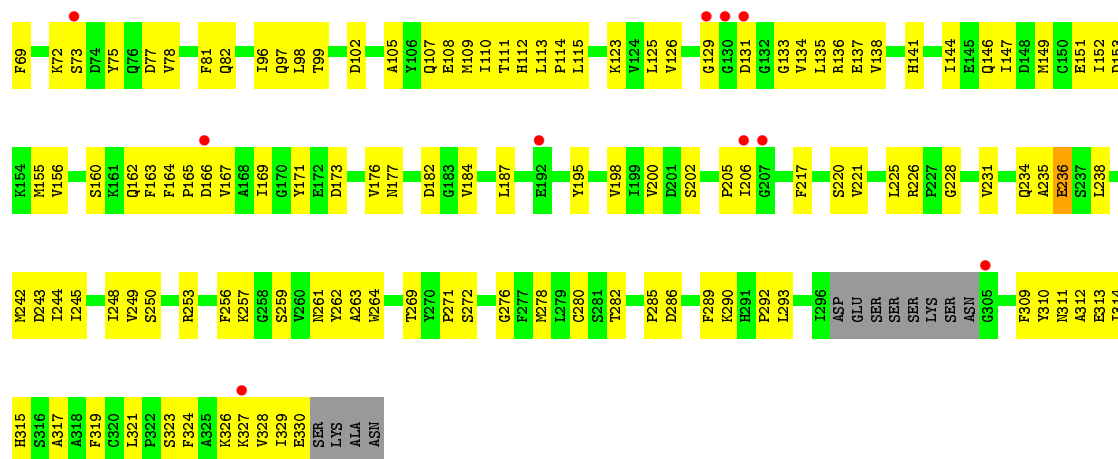 F69 K72 S73 D74 Y75 Q76 D77 V78 F81 Q82 I96 Q97 L98 T99 D102 A105 Y106 Q107 E108 M109 I110 T111 H112 L113 P114 L115 K123 V124 L125 V126 G129 G130 D131 G132 G133 V134 L135 R136 E137 V138 H141 I144 E145 Q146 I147 D148 M149 C150 E151 I152 D153
K154 M155 V156 S160 K161 Q162 F163 F164 P165 D166 V167 A168 I169 G170 Y171 E172 D173 V176 N177 D182 G183 V184 L187 E192 Y195 V198 I199 V200 D201 S202 P205 I206 G207 F217 S220 V221 L225 R226 P227 G228 V231 Q234 A235 E236 S237 L238
M242 D243 I244 I245 I248 V249 S250 R253 F256 K257 G258 S259 V260 N261 Y262 A263 W264 T269 Y270 P271 S272 G276 F277 M278 L279 C280 S281 T282 P285 D286 F289 K290 H291 P292 L293 I296 ASP GLU SER SER SER LYS SER ASN G305 F309 Y310 N311 A312 E313 I314
H315 S316 A317 A318 F319 C320 L321 P322 S323 F324 A325 K326 K327 V328 I329 E330 SER LYS ALA ASN